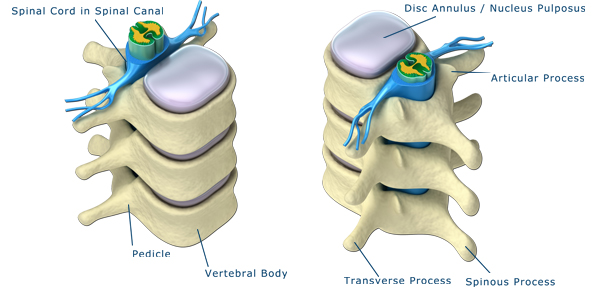 Spinal Cord in Spinal Canal
Disc Annulus / Nucleus Pulposus
Articular Process
Pedicle
Vertebral Body
Transverse Process
Spinous Process